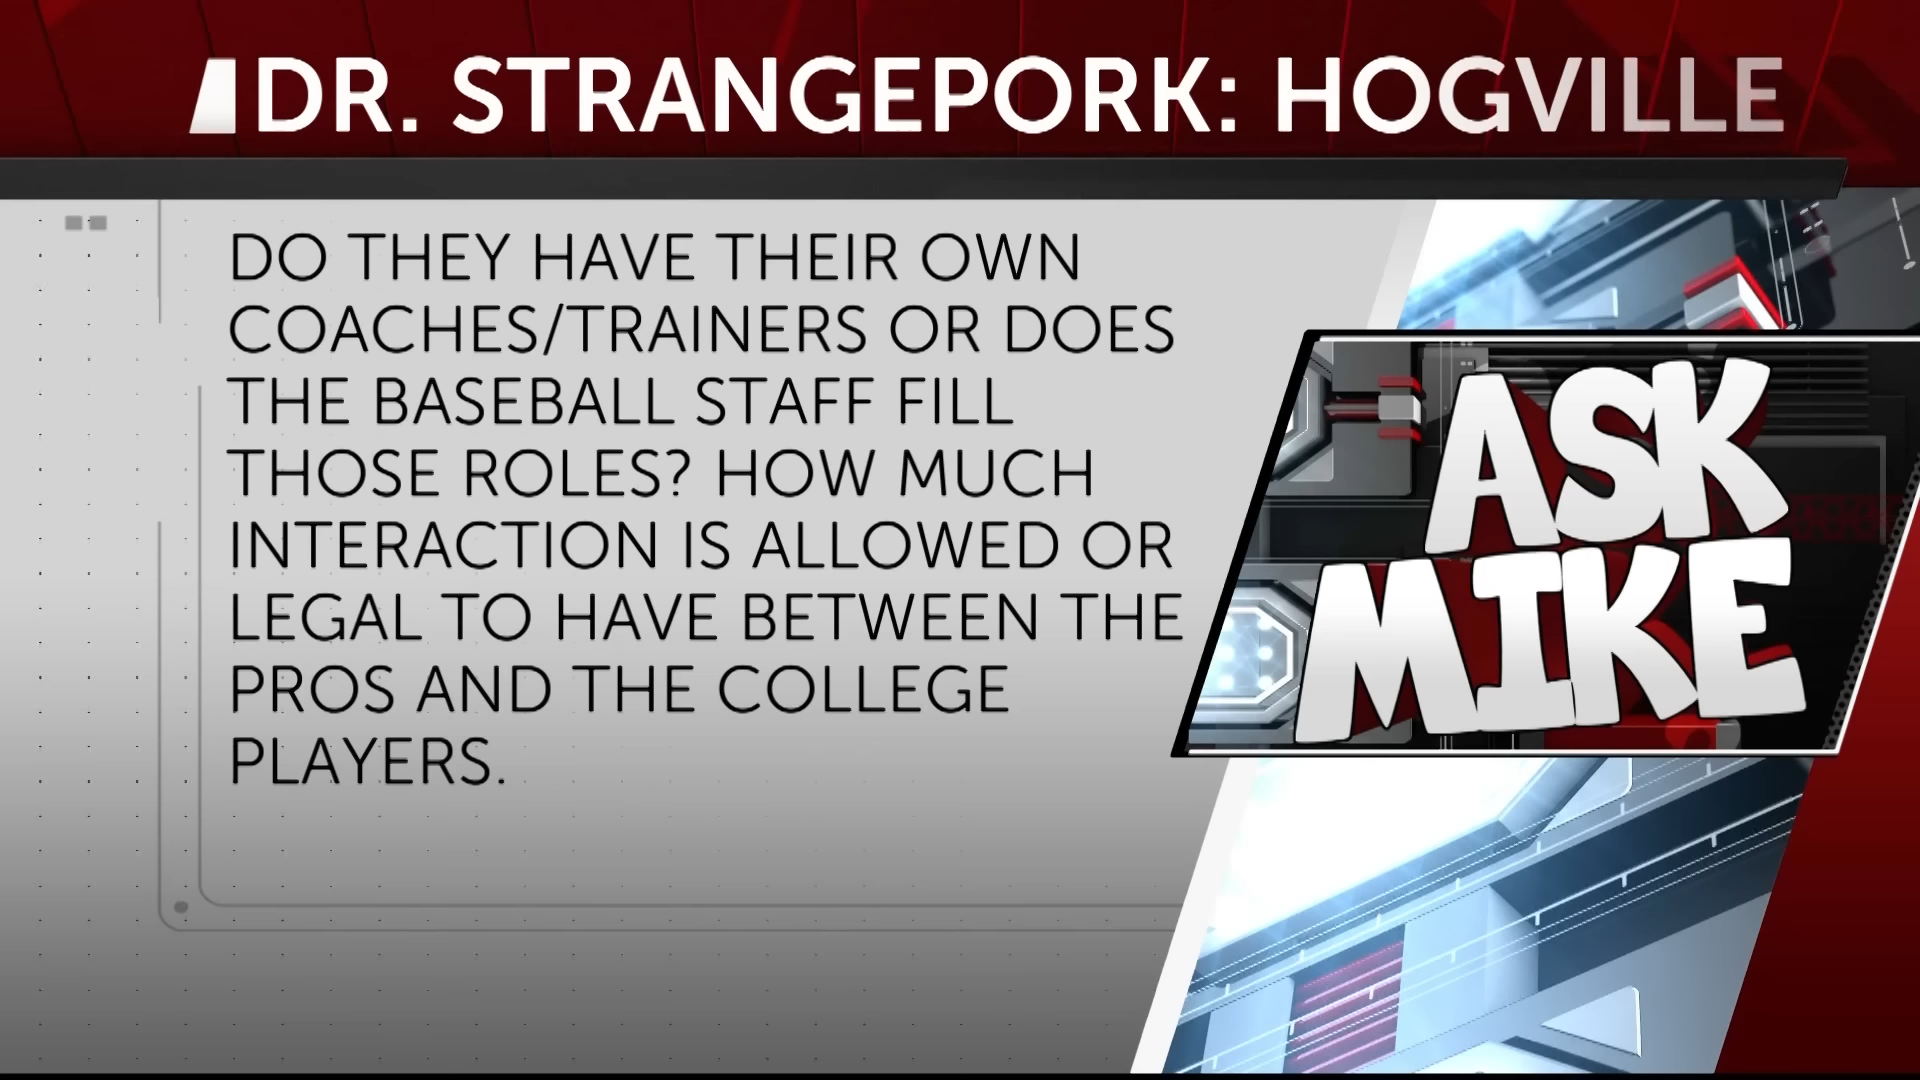 DR. STRANGEPORK: HOGVILLE
DO THEY HAVE THEIR OWN
COACHES/TRAINERS OR DOES
THE BASEBALL STAFF FILL
THOSE ROLES? HOW MUCH
INTERACTION IS ALLOWED OR
LEGAL TO HAVE BETWEEN THE
PROS AND THE COLLEGE
PLAYERS.
ASK
MIKE